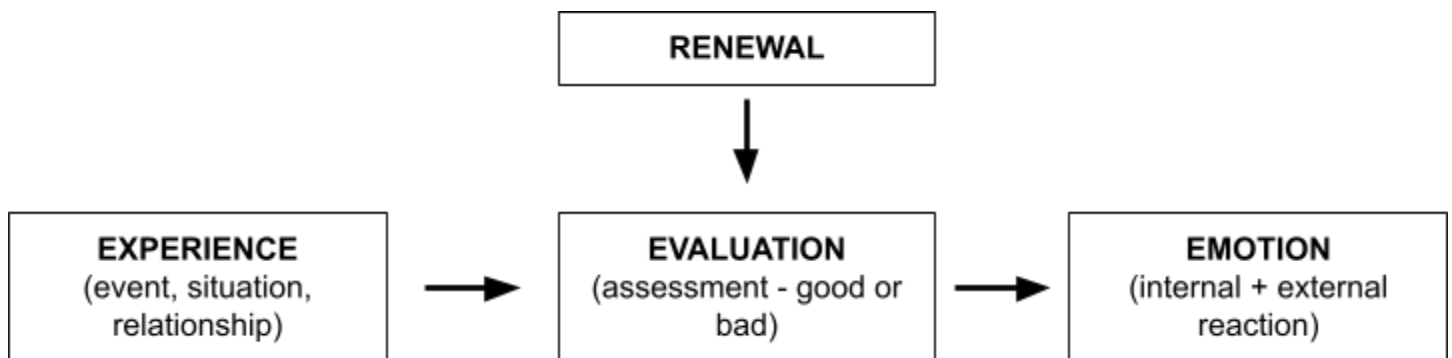 RENEWAL
EXPERIENCE
(event, situation,
relationship)
EVALUATION
(assessment - good or
bad)
EMOTION
(internal + external
reaction)